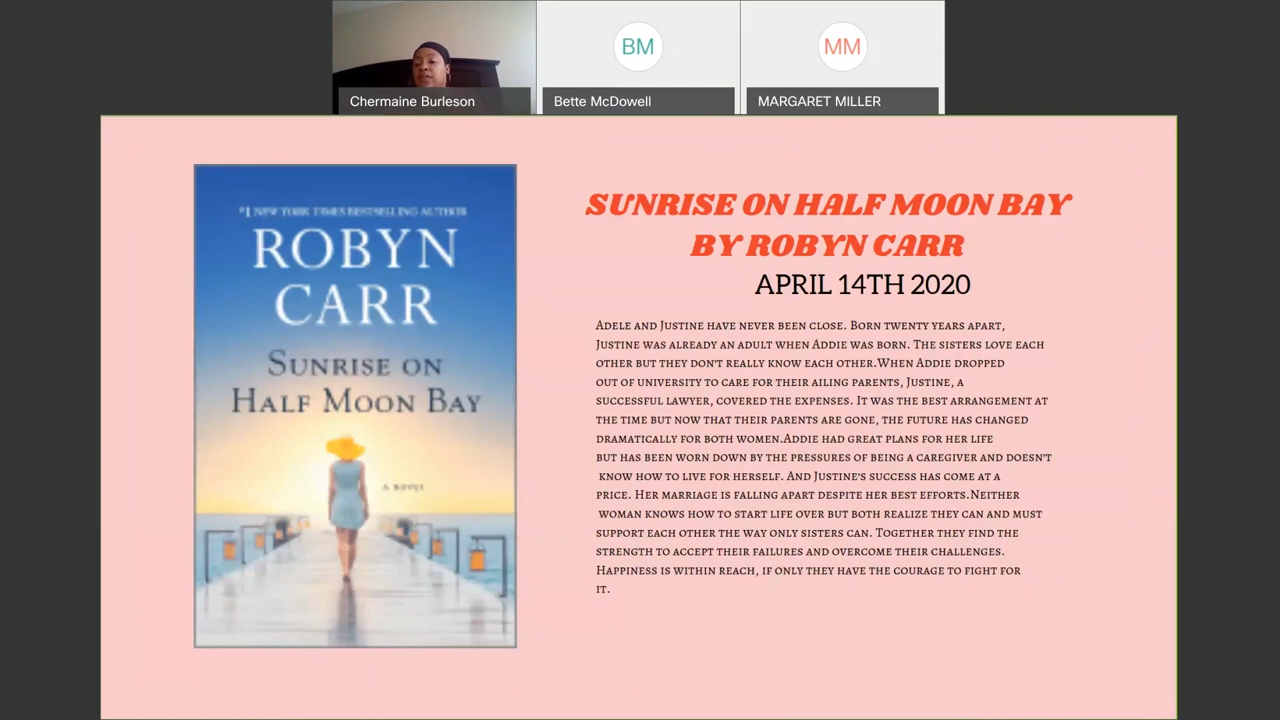 BM
MM
Chermaine Burleson
Bette McDowell
MARGARET MILLER
#1 NEW YORK TIMES BESTSELLING AUTHOR
ROBYN
CARR
SUNRISE ON
HALF MOON BAY
A NOVEL
SUNRISE ON HALF MOON BAY
BY ROBYN CARR
APRIL 14TH 2020
ADELE AND JUSTINE HAVE NEVER BEEN CLOSE. BORN TWENTY YEARS APART,
JUSTINE WAS ALREADY AN ADULT WHEN ADDIE WAS BORN. THE SISTERS LOVE EACH
OTHER BUT THEY DON'T REALLY KNOW EACH OTHER.WHEN ADDIE DROPPED
OUT OF UNIVERSITY TO CARE FOR THEIR AILING PARENTS, JUSTINE, A
SUCCESSFUL LAWYER, COVERED THE EXPENSES. IT WAS THE BEST ARRANGEMENT AT
THE TIME BUT NOW THAT THEIR PARENTS ARE GONE, THE FUTURE HAS CHANGED
DRAMATICALLY FOR BOTH WOMEN.ADDIE HAD GREAT PLANS FOR HER LIFE
BUT HAS BEEN WORN DOWN BY THE PRESSURES OF BEING A CAREGIVER AND DOESN'T
KNOW HOW TO LIVE FOR HERSELF. AND JUSTINE'S SUCCESS HAS COME AT A
PRICE. HER MARRIAGE IS FALLING APART DESPITE HER BEST EFFORTS.NEITHER
WOMAN KNOWS HOW TO START LIFE OVER BUT BOTH REALIZE THEY CAN AND MUST
SUPPORT EACH OTHER THE WAY ONLY SISTERS CAN. TOGETHER THEY FIND THE
STRENGTH TO ACCEPT THEIR FAILURES AND OVERCOME THEIR CHALLENGES.
HAPPINESS IS WITHIN REACH, IF ONLY THEY HAVE THE COURAGE TO FIGHT FOR
IT.